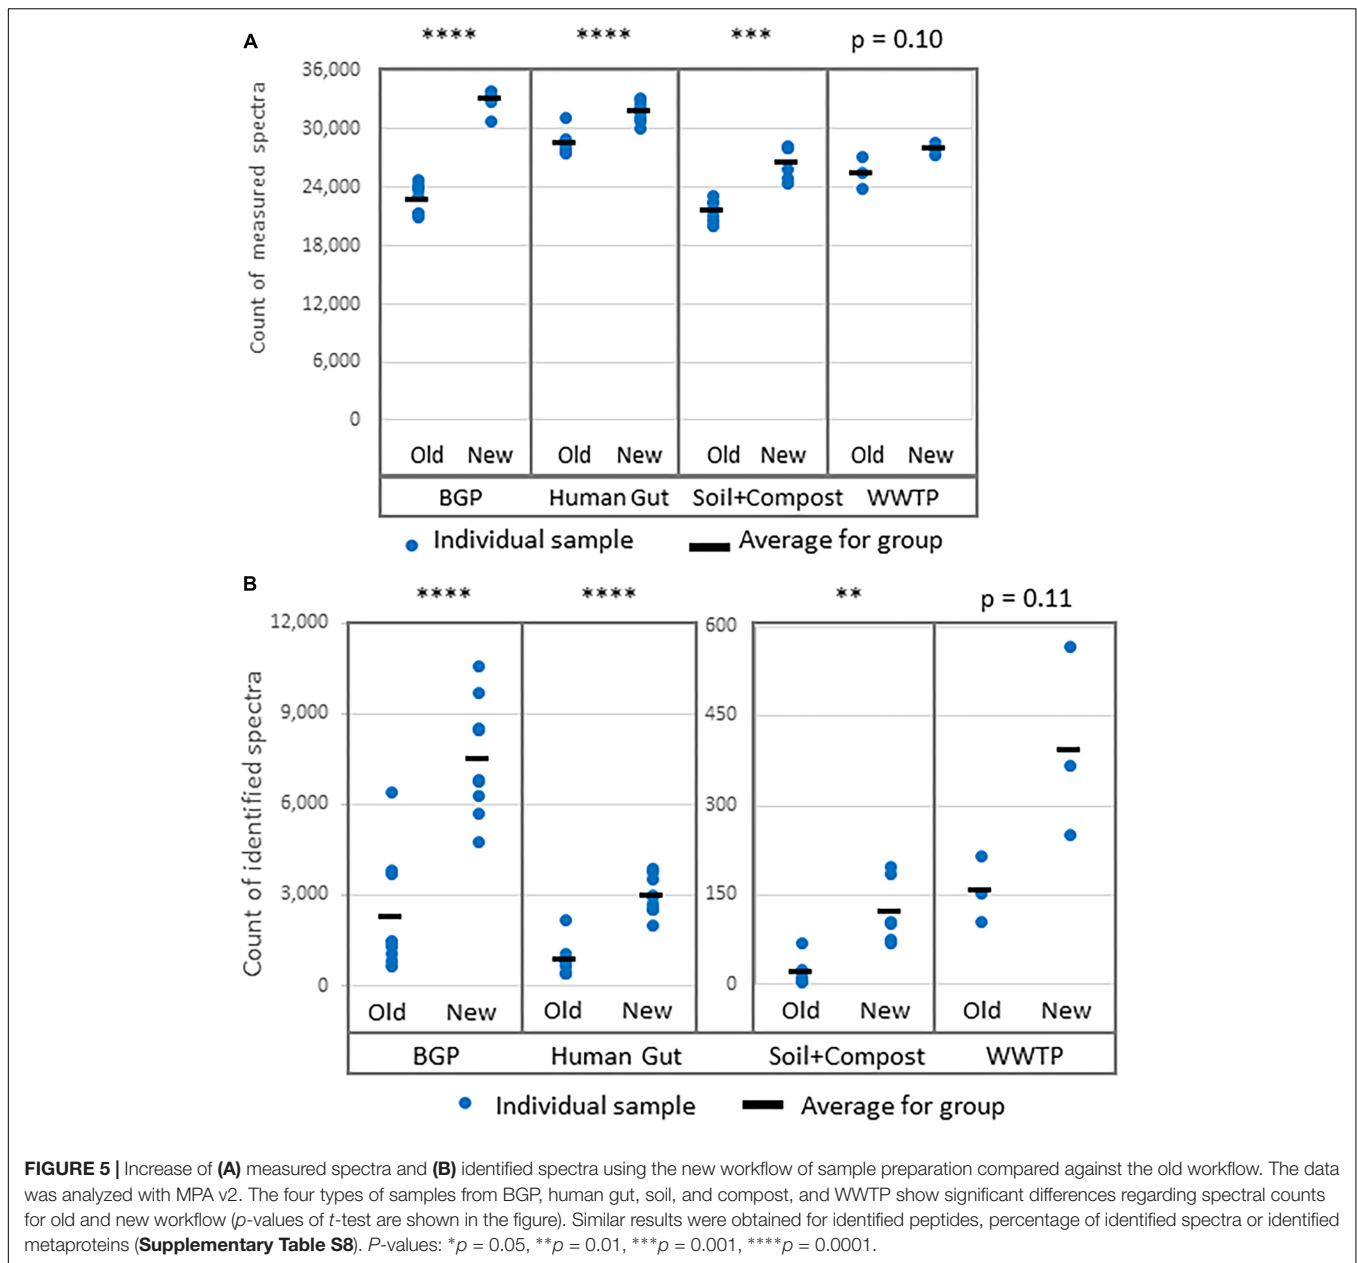 A
**** **** *** p = 0.10
Count of measured spectra
36,000
30,000
24,000
18,000
12,000
6,000
0
Old New Old New Old New Old New
BGP Human Gut Soil+Compost WWTP
Individual sample Average for group
B
**** **** ** p = 0.11
Count of identified spectra
12,000
9,000
6,000
3,000
0
600
450
300
150
0
Old New Old New Old New Old New
BGP Human Gut Soil+Compost WWTP
Individual sample Average for group
FIGURE 5 | Increase of (A) measured spectra and (B) identified spectra using the new workflow of sample preparation compared against the old workflow. The data
was analyzed with MPA v2. The four types of samples from BGP, human gut, soil, and compost, and WWTP show significant differences regarding spectral counts
for old and new workflow (p-values of t-test are shown in the figure). Similar results were obtained for identified peptides, percentage of identified spectra or identified
metaproteins (Supplementary Table S8). P-values: *p = 0.05, **p = 0.01, ***p = 0.001, ****p = 0.0001.